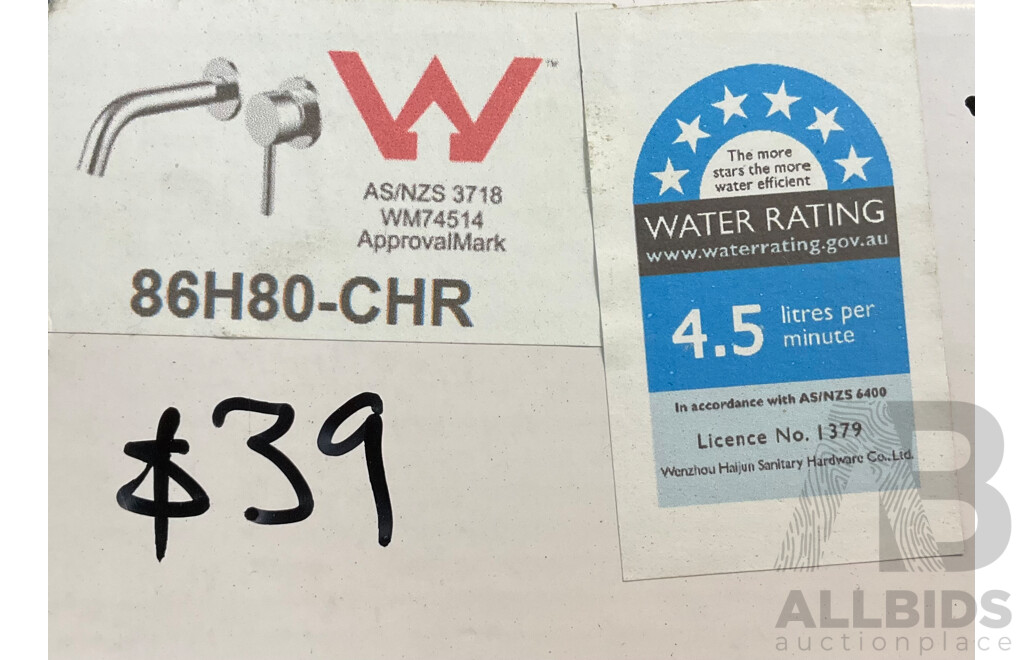 ™
AS/NZS 3718
WM74514
ApprovalMark
86H80-CHR
$39
The more
stars the more
water efficient
WATER RATING
www.waterrating.gov.au
4.5 litres per
minute
In accordance with AS/NZS 6400
Licence No. 1379
Wenzhou Haijun Sanitary Hardware Co.,Ltd.
AB
ALLBIDS
auctionplace